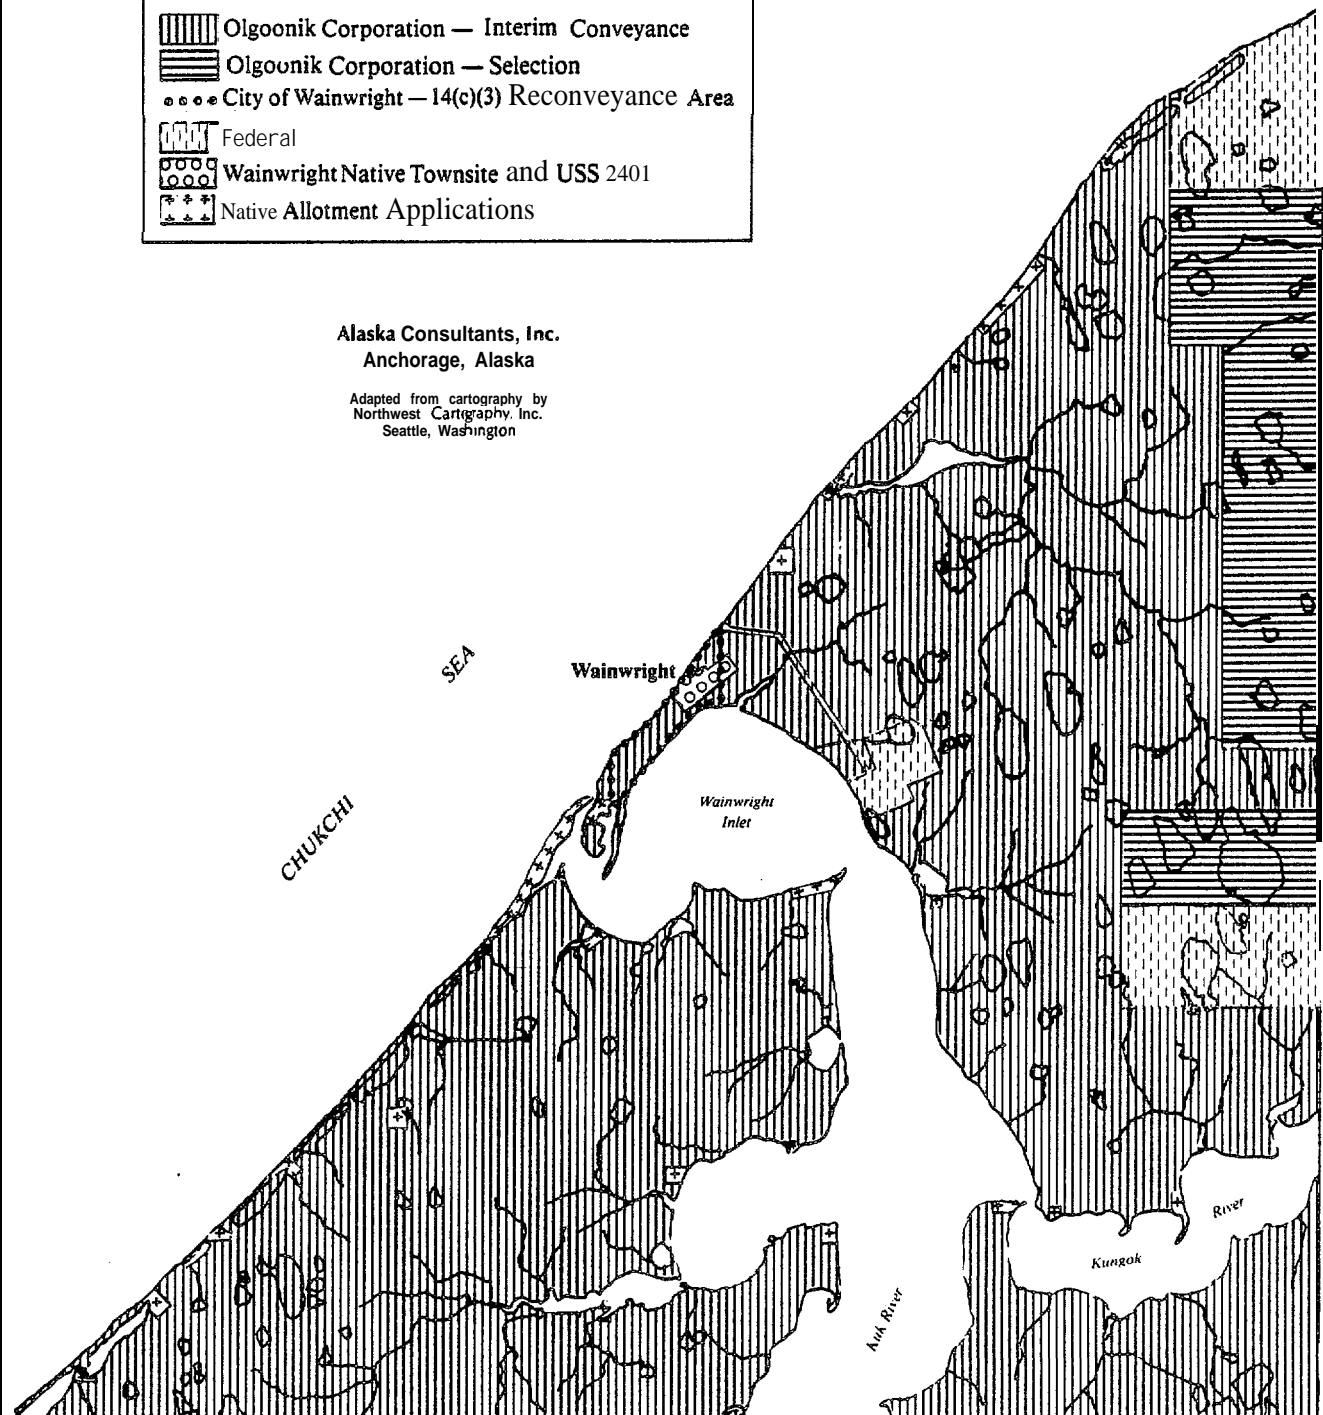 Olgoonik Corporation — Interim Conveyance
Olgoonik Corporation — Selection
City of Wainwright — 14(c)(3) Reconveyance Area
Federal
Wainwright Native Townsite and USS 2401
Native Allotment Applications
Alaska Consultants, Inc.
Anchorage, Alaska
Adapted from cartography by
Northwest Cartography, Inc.
Seattle, Washington
SEA
Wainwright
CHUKCHI
Wainwright
Inlet
River
Kungok
Kuk River